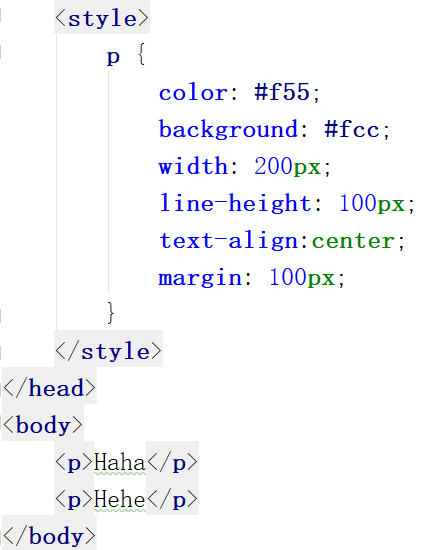 <style>
p {
color: #f55;
background: #fcc;
width: 200px;
line-height: 100px;
text-align:center;
margin: 100px;
}
</style>
</head>
<body>
<p>Haha</p>
<p>Hehe</p>
</body>